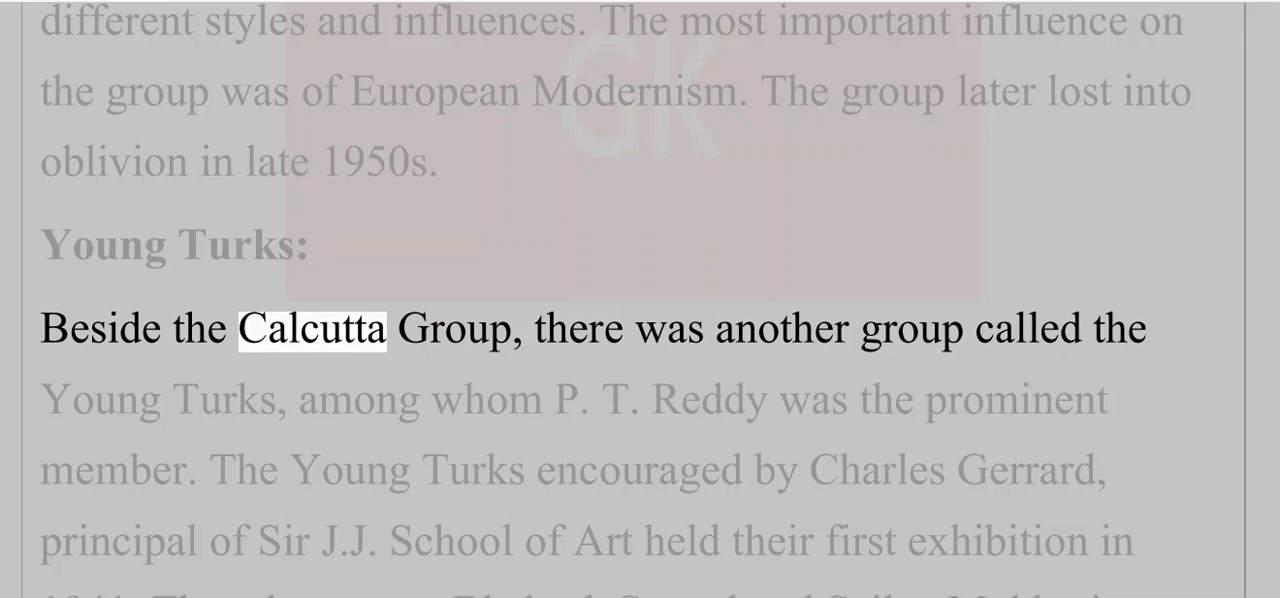 different styles and influences. The most important influence on
the group was of European Modernism. The group later lost into
oblivion in late 1950s.
GK
Young Turks:
Beside the Calcutta Group, there was another group called the
Young Turks, among whom P. T. Reddy was the prominent
member. The Young Turks encouraged by Charles Gerrard,
principal of Sir J.J. School of Art held their first exhibition in